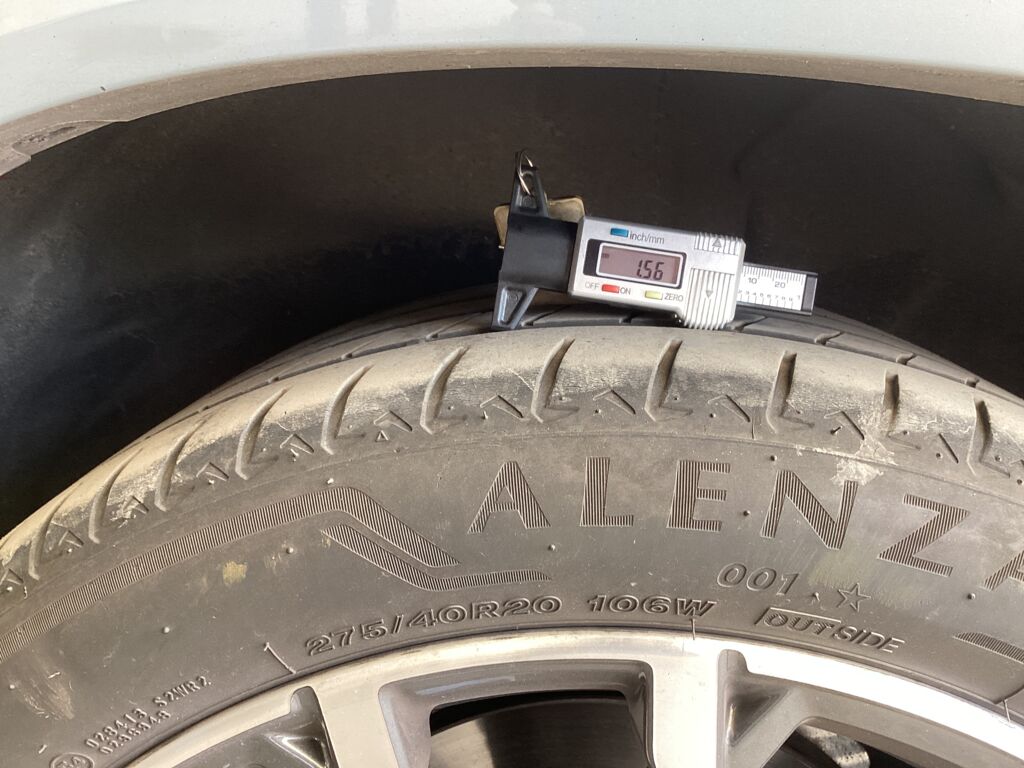 inch/mm
1.56
OFF ON ZERO
10 20
ALENZA
001
275/40R20 106W
OUTSIDE